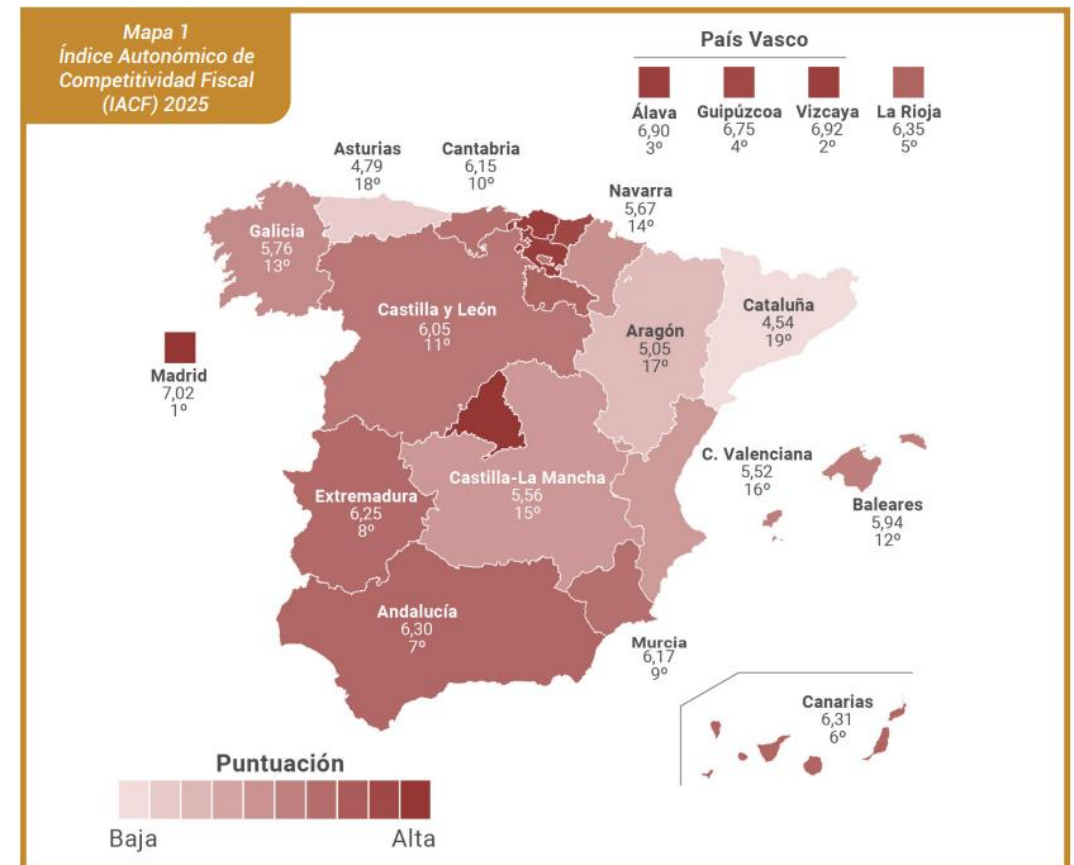 Mapa 1
Índice Autonómico de
Competitividad Fiscal
(IACF) 2025
País Vasco
Álava
6,90
3º
Guipúzcoa
6,75
4º
Vizcaya
6,92
2º
La Rioja
6,35
5º
Asturias
4,79
18º
Cantabria
6,15
10º
Navarra
5,67
14º
Galicia
5,76
13º
Castilla y León
6,05
11º
Aragón
5,05
17º
Cataluña
4,54
19º
Madrid
7,02
1º
C. Valenciana
5,52
16º
Baleares
5,94
12º
Castilla-La Mancha
5,56
15º
Extremadura
6,25
8º
Andalucía
6,30
7º
Murcia
6,17
9º
Canarias
6,31
6º
Puntuación
Baja
Alta